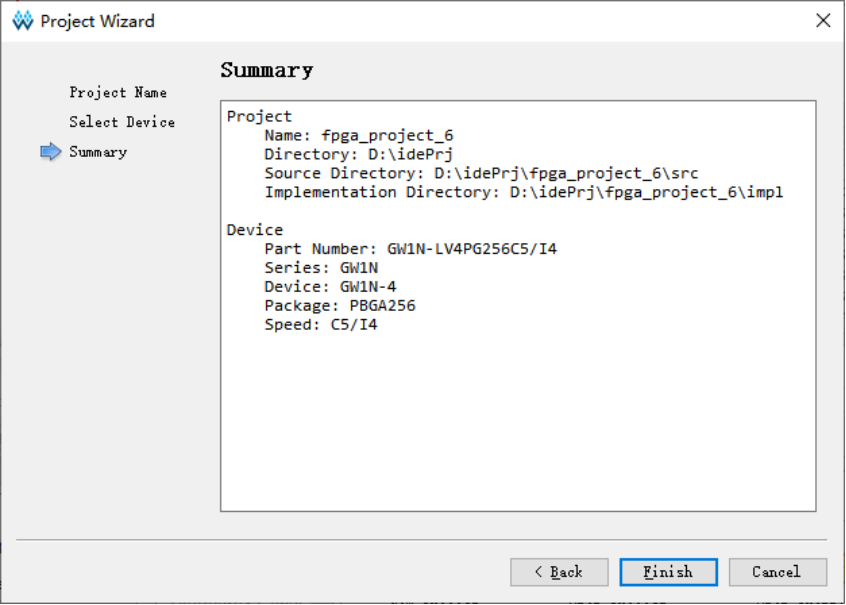 Project Wizard
Summary
Project Name
Select Device
Summary
Project
Name: fpga_project_6
Directory: D:\idePrj
Source Directory: D:\idePrj\fpga_project_6\src
Implementation Directory: D:\idePrj\fpga_project_6\impl
Device
Part Number: GW1N-LV4PG256C5/I4
Series: GW1N
Device: GW1N-4
Package: PBGA256
Speed: C5/I4
< Back
Finish
Cancel